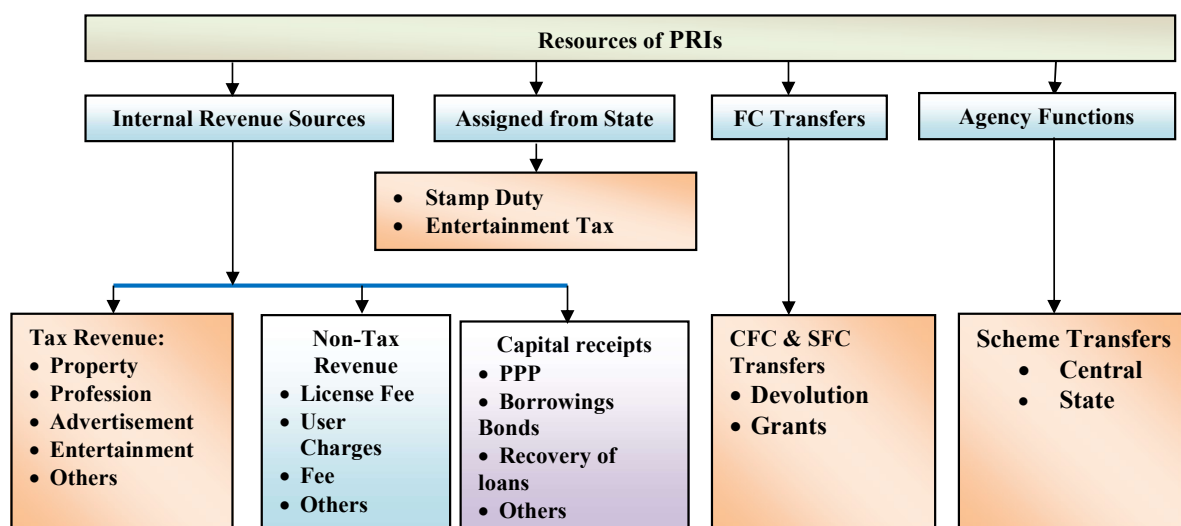 Resources of PRIs
Internal Revenue Sources
Assigned from State
FC Transfers
Agency Functions
• Stamp Duty
• Entertainment Tax
Tax Revenue:
• Property
• Profession
• Advertisement
• Entertainment
• Others
Non-Tax
Revenue
• License Fee
• User
Charges
• Fee
• Others
Capital receipts
• PPP
• Borrowings
Bonds
• Recovery of
loans
• Others
CFC & SFC
Transfers
• Devolution
• Grants
Scheme Transfers
• Central
• State